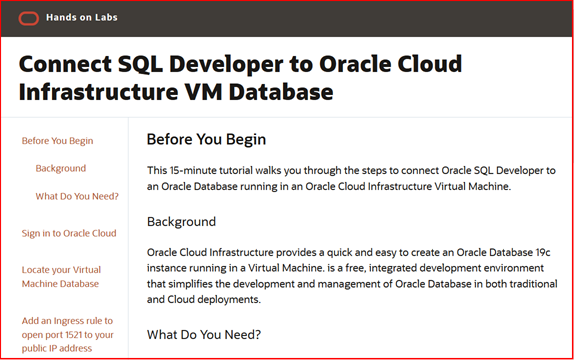 Hands on Labs
Connect SQL Developer to Oracle Cloud
Infrastructure VM Database
Before You Begin
Background
What Do You Need?
Sign in to Oracle Cloud
Locate your Virtual
Machine Database
Add an Ingress rule to
open port 1521 to your
public IP address
Before You Begin
This 15-minute tutorial walks you through the steps to connect Oracle SQL Developer to
an Oracle Database running in an Oracle Cloud Infrastructure Virtual Machine.
Background
Oracle Cloud Infrastructure provides a quick and easy to create an Oracle Database 19c
instance running in a Virtual Machine. is a free, integrated development environment
that simplifies the development and management of Oracle Database in both traditional
and Cloud deployments.
What Do You Need?